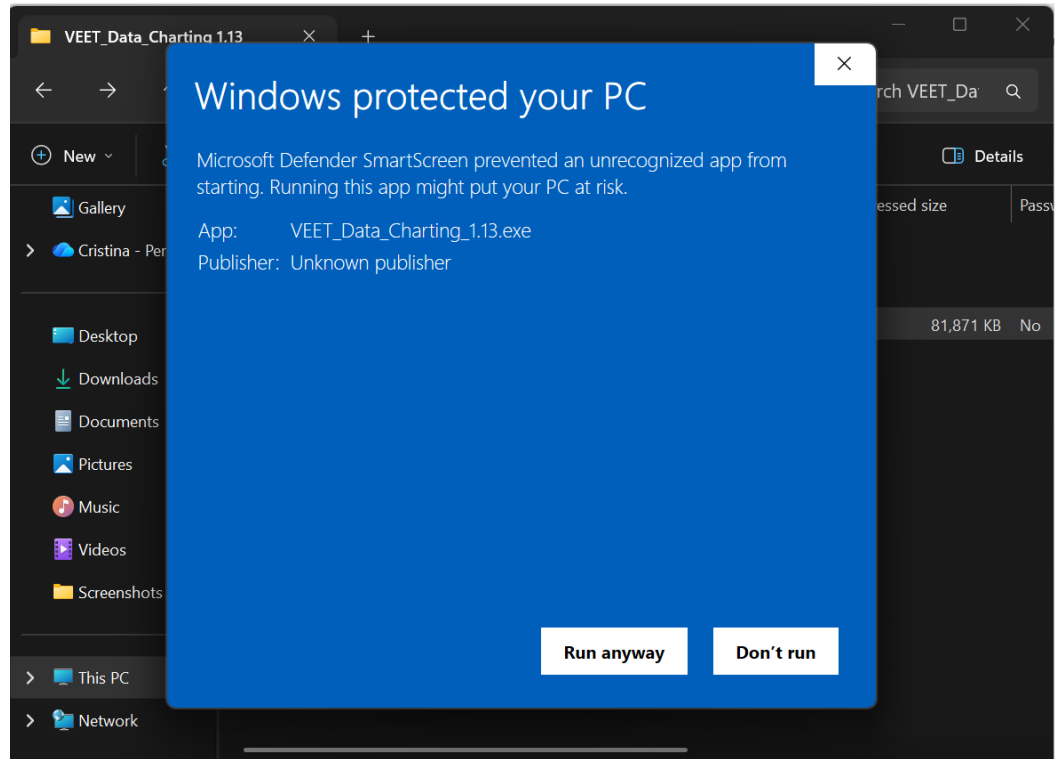 VEET_Data_Charting 1.13
Windows protected your PC
rch VEET_Da
New
Details
Microsoft Defender SmartScreen prevented an unrecognized app from
starting. Running this app might put your PC at risk.
Gallery
essed size
Passw
App: VEET_Data_Charting_1.13.exe
Cristina - Per
Publisher: Unknown publisher
81,871 KB No
Desktop
Downloads
Documents
Pictures
Music
Videos
Screenshots
Run anyway Don't run
This PC
Network